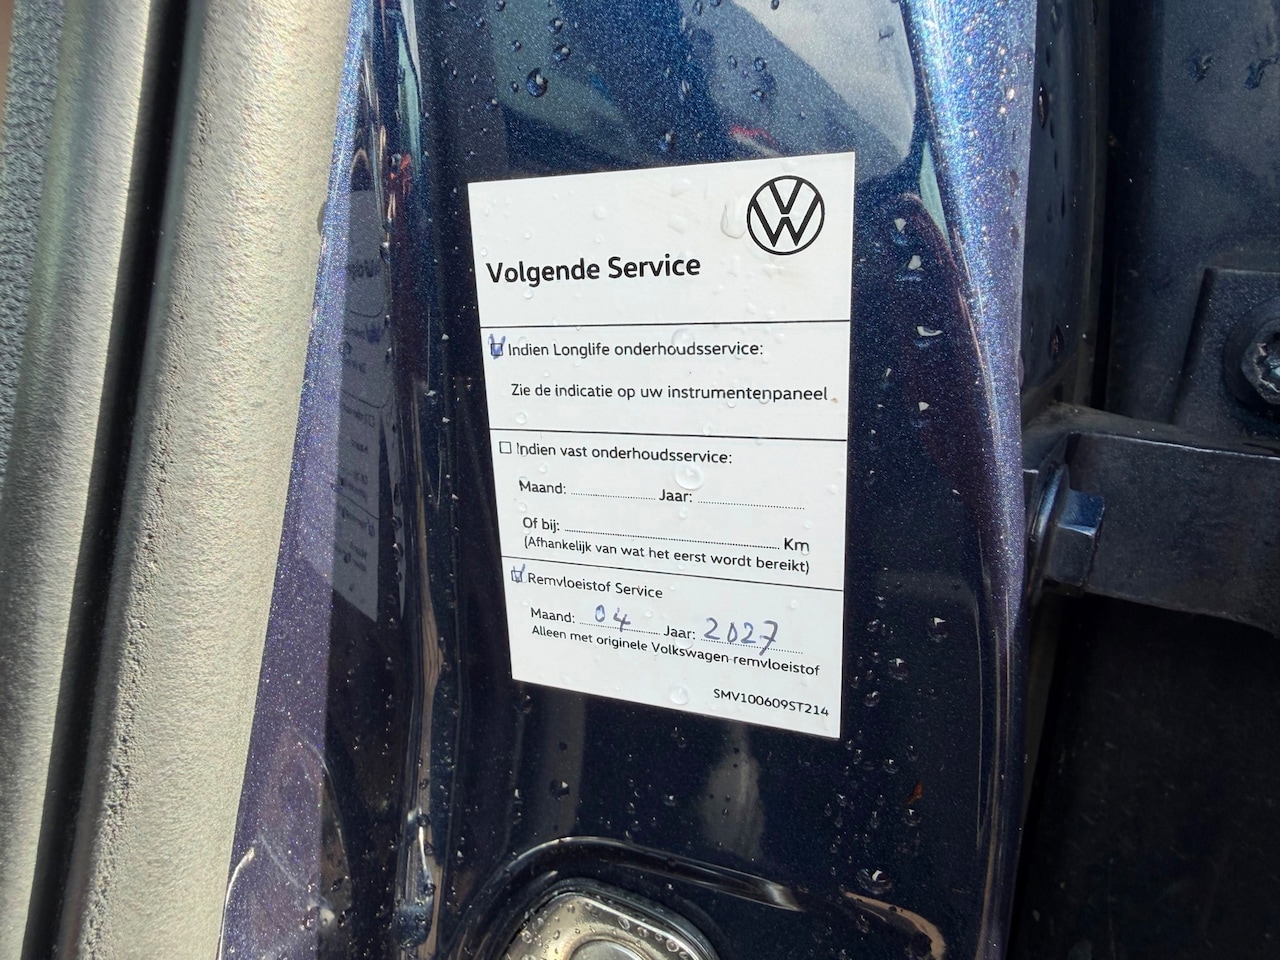 Volgende Service
Indien Longlife onderhoudsservice:
Zie de indicatie op uw instrumentenpaneel.
Indien vast onderhoudsservice:
Maand: Jaar:
Of bij: Km
(Afhankelijk van wat het eerst wordt bereikt)
Remvloeistof Service
Maand: 04 Jaar: 2027
Alleen met originele Volkswagen remvloeistof
SMV100609ST214